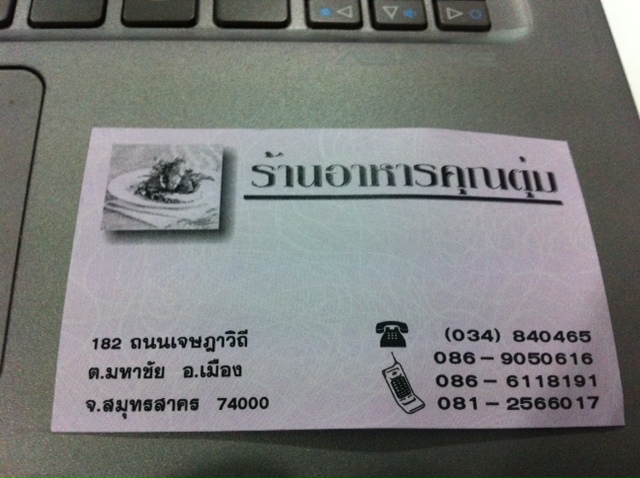 ร้านอาหารคุณตุ่ม
182 ถนนเจษฎาวิถี
ต.มหาชัย อ.เมือง
จ.สมุทรสาคร 74000
(034) 840465
086-9050616
086-6118191
081-2566017